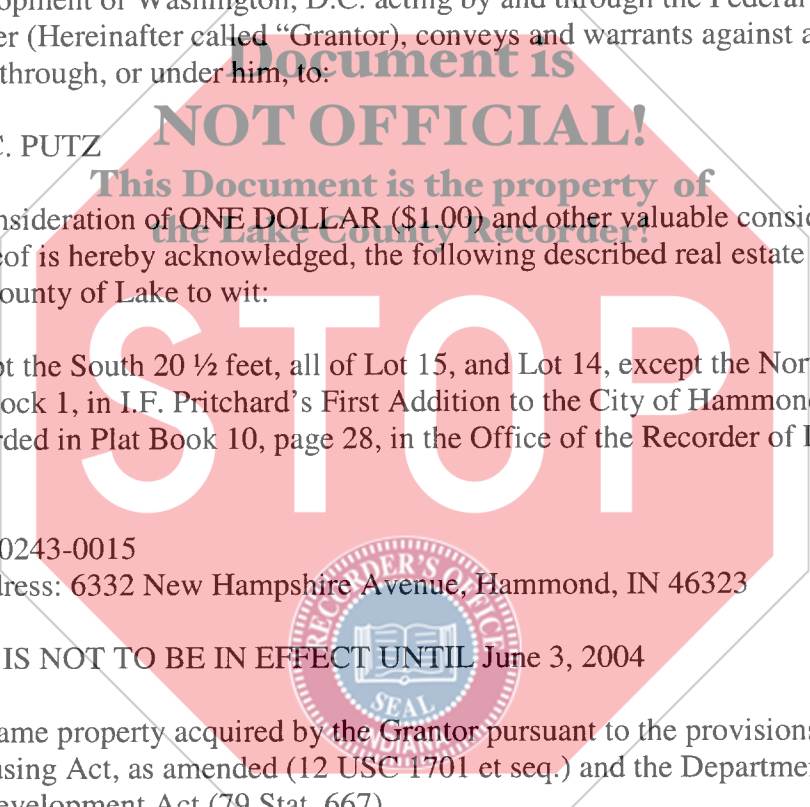 opment of Washington, D.C. acting by and through the Federal
er (Hereinafter called “Grantor), conveys and warrants against a
through, or under him, to:
Document is
NOT OFFICIAL!
C. PUTZ
This Document is the property of
the Lake County Recorder!
nsideration of ONE DOLLAR ($1.00) and other valuable consid
eof is hereby acknowledged, the following described real estate
ounty of Lake to wit:
STOP
pt the South 20 ½ feet, all of Lot 15, and Lot 14, except the Nor
ock 1, in I.F. Pritchard’s First Addition to the City of Hammon
rded in Plat Book 10, page 28, in the Office of the Recorder of L
0243-0015
dress: 6332 New Hampshire Avenue, Hammond, IN 46323
RECORDER'S OFFICE
SEAL
INDIANA
IS NOT TO BE IN EFFECT UNTIL June 3, 2004
ame property acquired by the Grantor pursuant to the provisions
using Act, as amended (12 USC 1701 et seq.) and the Departme
evelopment Act (79 Stat. 667)